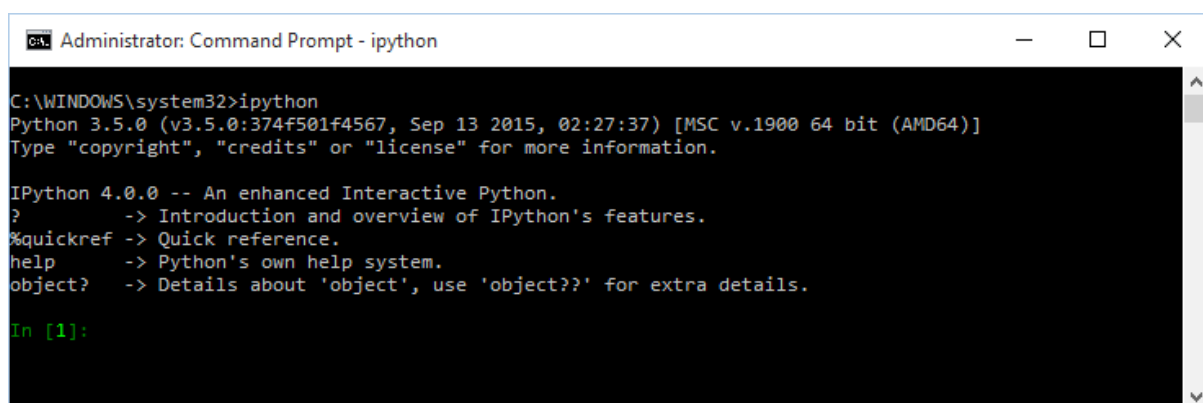 Administrator: Command Prompt - ipython
C:\WINDOWS\system32>ipython
Python 3.5.0 (v3.5.0:374f501f4567, Sep 13 2015, 02:27:37) [MSC v.1900 64 bit (AMD64)]
Type "copyright", "credits" or "license" for more information.
IPython 4.0.0 -- An enhanced Interactive Python.
?         -> Introduction and overview of IPython's features.
%quickref -> Quick reference.
help      -> Python's own help system.
object?   -> Details about 'object', use 'object??' for extra details.
In [1]: